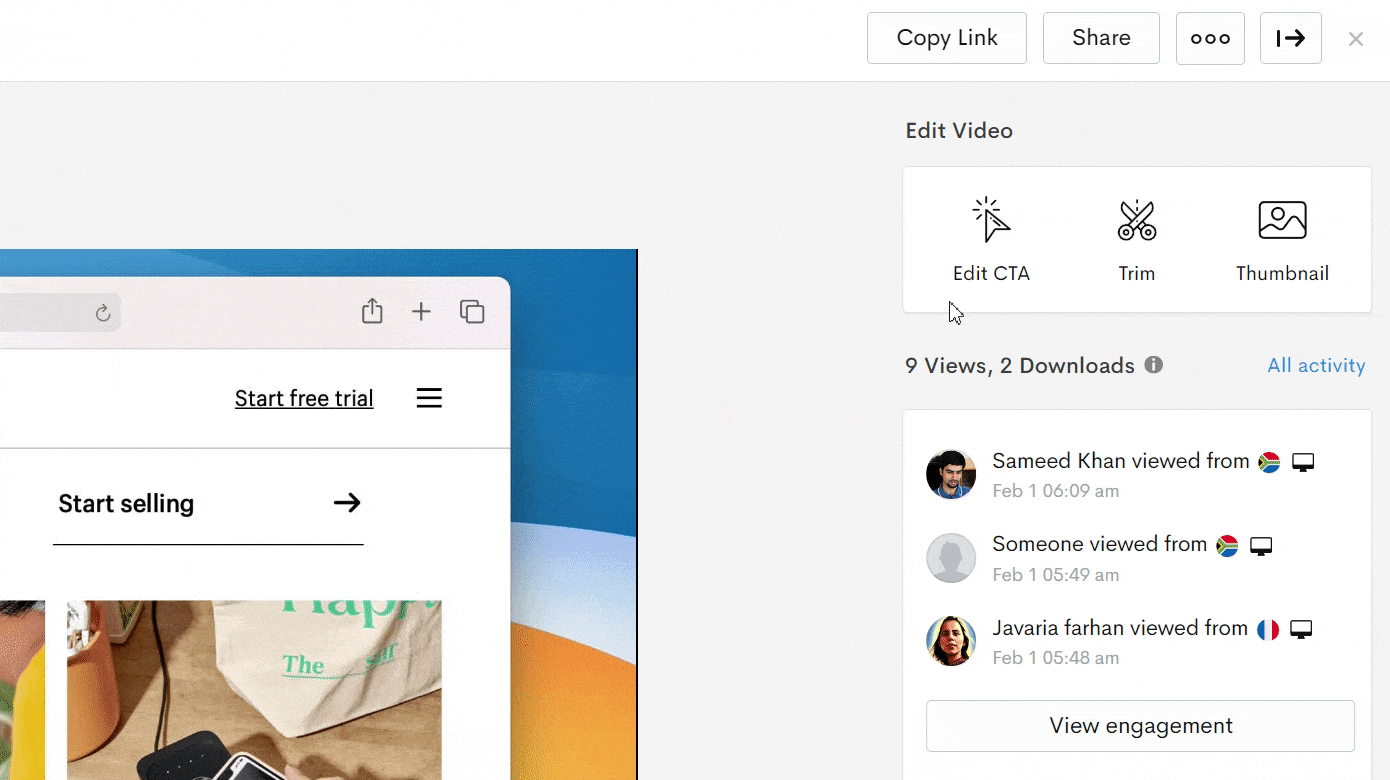 Copy Link
Share
Edit Video
Edit CTA
Trim
Thumbnail
9 Views, 2 Downloads
All activity
Start free trial
Start selling
The
Sameed Khan viewed from
Feb 1 06:09 am
Someone viewed from
Feb 1 05:49 am
Javaria farhan viewed from
Feb 1 05:48 am
View engagement